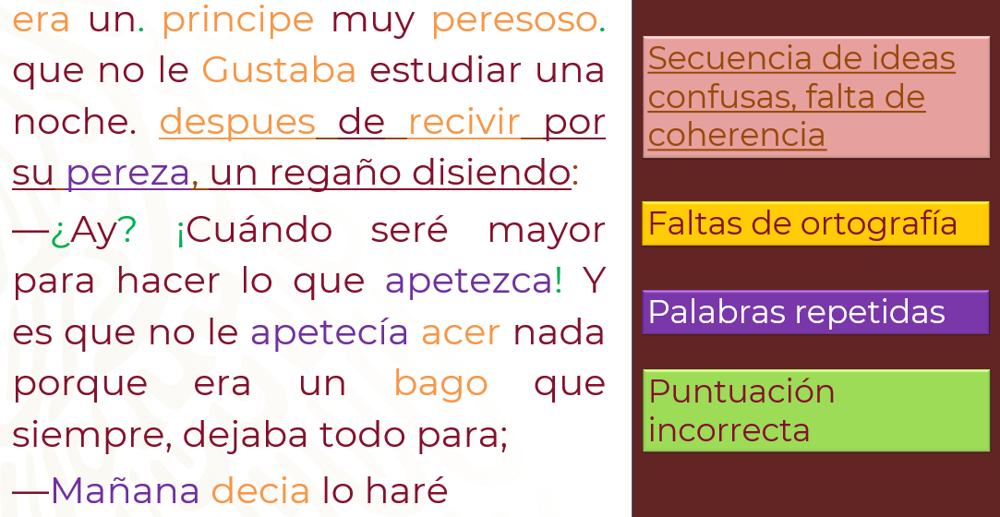 era un. principe muy peresoso.
que no le Gustaba estudiar una
noche. despues de recivir por
su pereza, un regaño disiendo:
—¿Ay? ¡Cuándo seré mayor
para hacer lo que apetezca! Y
es que no le apetecía acer nada
porque era un bago que
siempre, dejaba todo para;
—Mañana decia lo haré
Secuencia de ideas
confusas, falta de
coherencia
Faltas de ortografía
Palabras repetidas
Puntuación
incorrecta